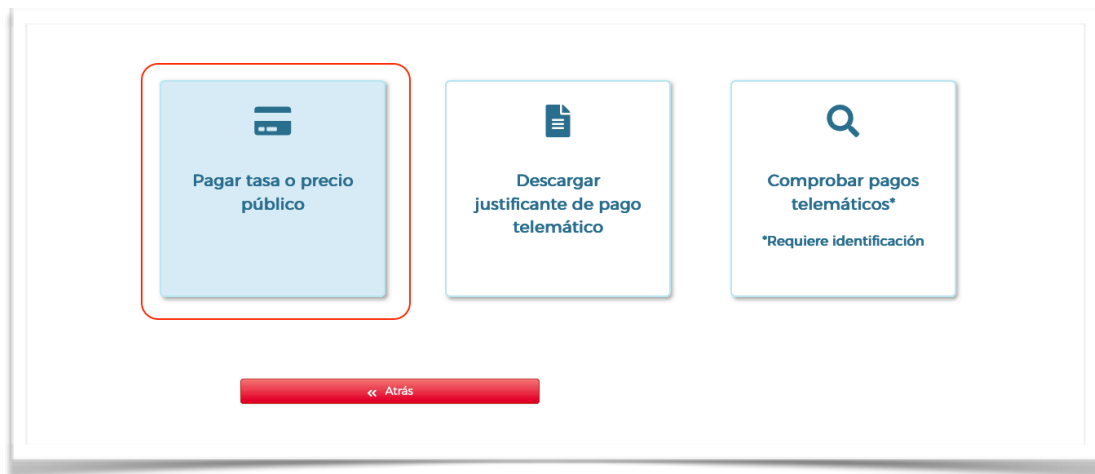 Pagar tasa o precio
público
Descargar
justificante de pago
telemático
Comprobar pagos
telemáticos*
*Requiere identificación
« Atrás